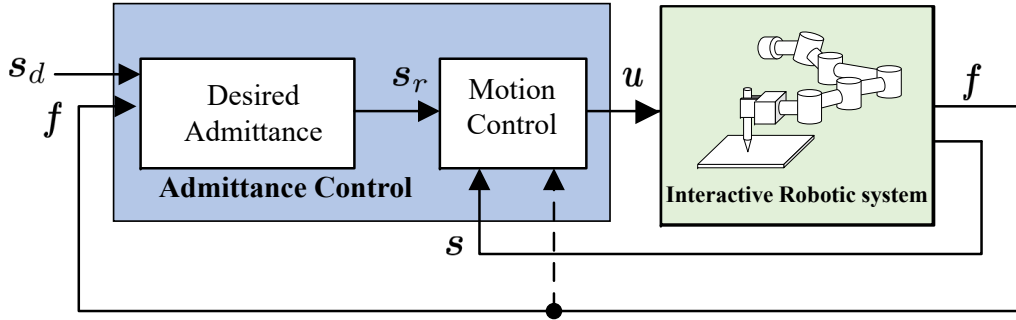 s_d
f
Desired
Admittance
s_r
Motion
Control
u
f
Admittance Control
Interactive Robotic system
s